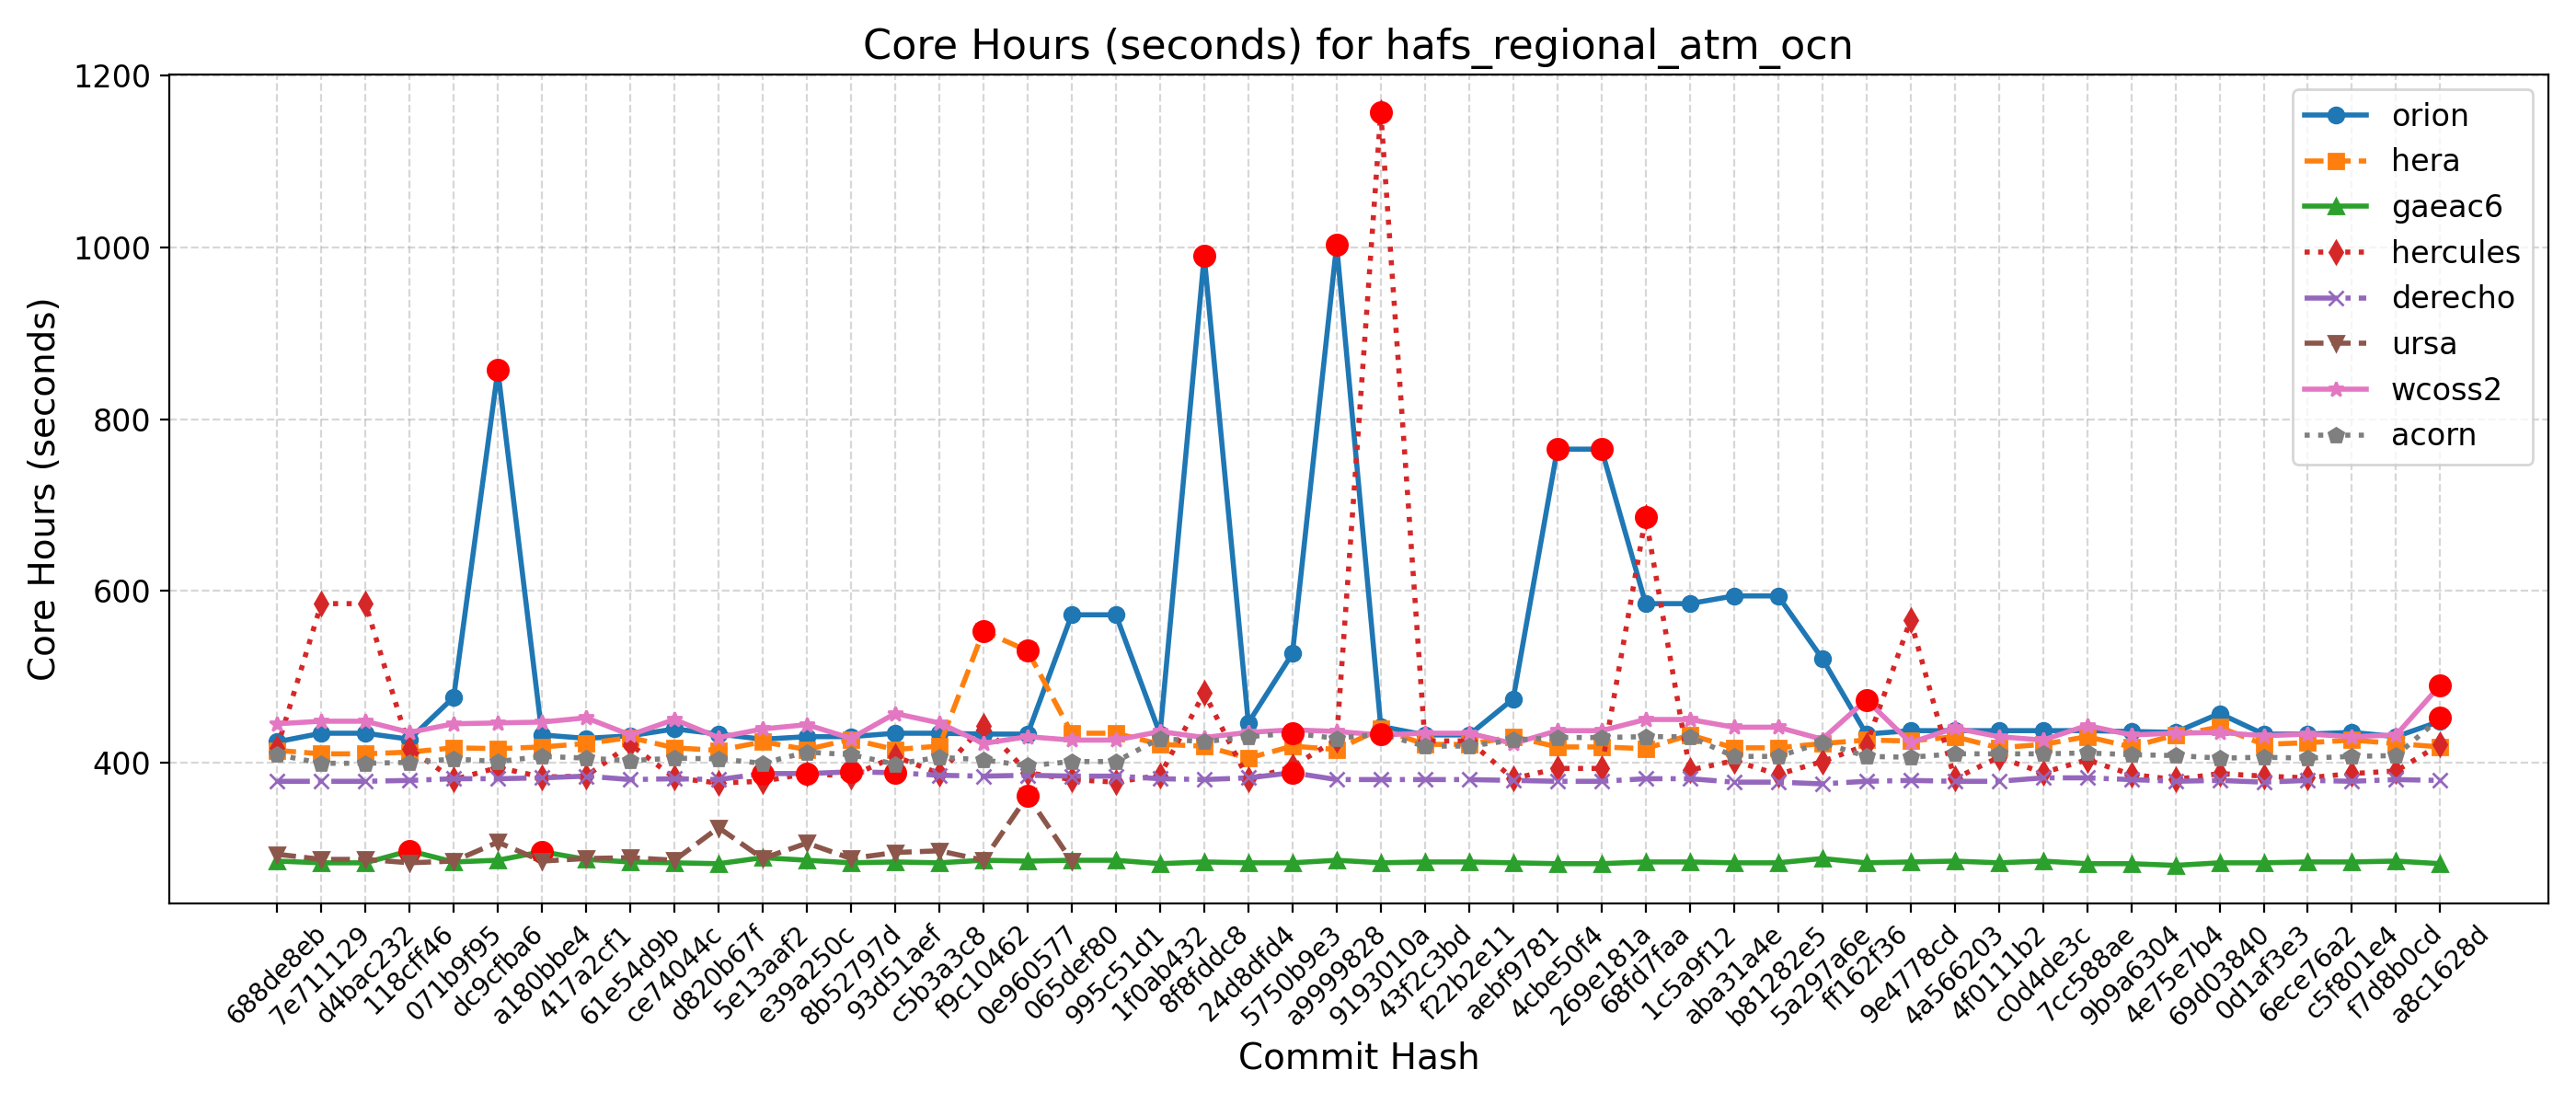 Core Hours (seconds) for hafs_regional_atm_ocn
Core Hours (seconds)
1200
1000
800
600
400
orion
hera
gaeac6
hercules
derecho
ursa
wcoss2
acorn
688de8eb
7e711129
d4bac232
118cff46
071b9f95
dc9cfba6
a180bbe4
417a2cf1
61e54d9b
ce74044c
d820b67f
5e13aaf2
e39a250c
8b52797d
93d51aef
c5b3a3c8
f9c10462
0e960577
065def80
995c51d1
1f0ab432
8f8fddc8
24d8dfd4
5750b9e3
a9999828
9193010a
43f2c3bd
f22b2e11
aebf9781
4cbe50f4
269e181a
68fd7faa
1c5a9f12
aba31a4e
b81282e5
5a297a6e
ff162f36
9e4778cd
4a566203
4f0111b2
c0d4de3c
7cc588ae
9b9a6304
4e75e7b4
69d03840
0d1af3e3
6ece76a2
c5f801e4
f7d8b0cd
a8c1628d
Commit Hash